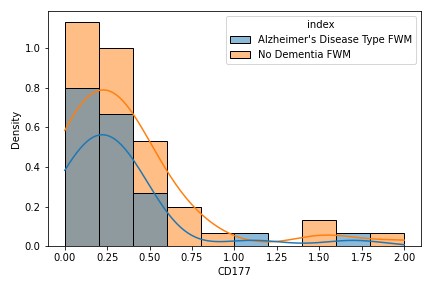 index
Alzheimer's Disease Type FWM
No Dementia FWM
1.0
0.8
0.6
0.4
0.2
0.0
Density
0.00 0.25 0.50 0.75 1.00 1.25 1.50 1.75 2.00
CD177